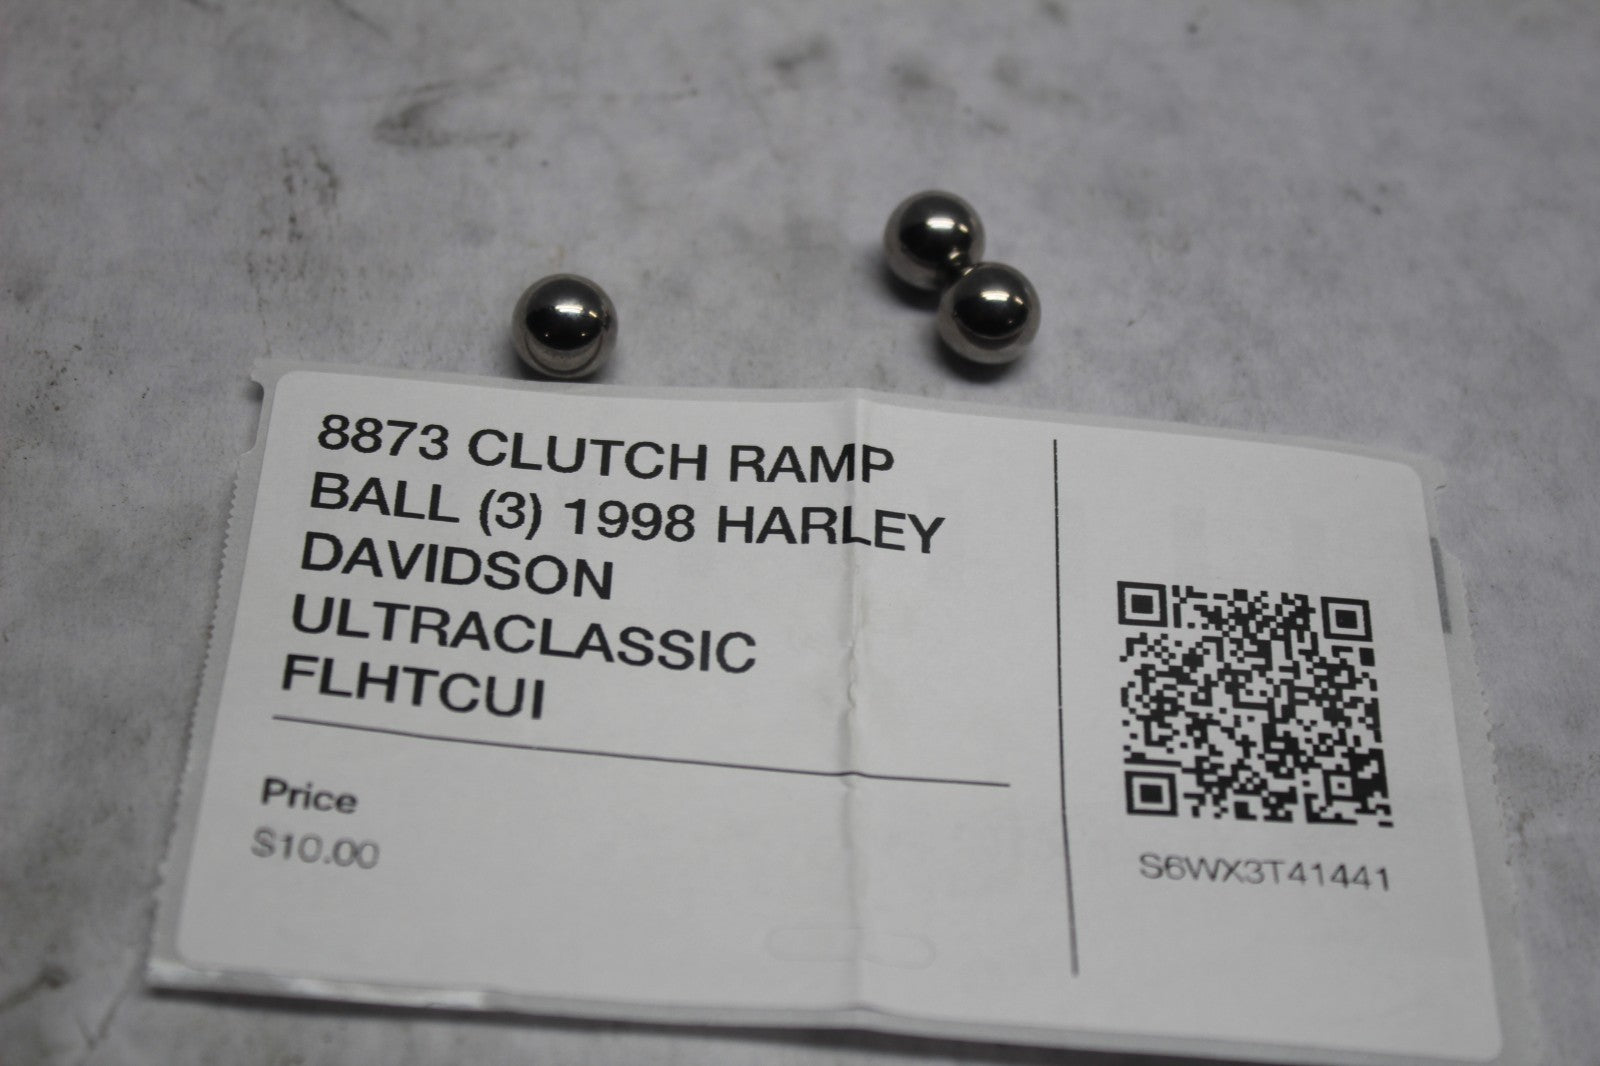 8873 CLUTCH RAMP
BALL (3) 1998 HARLEY
DAVIDSON
ULTRACLASSIC
FLHTCUI
Price
$10.00
S6WX3T41441